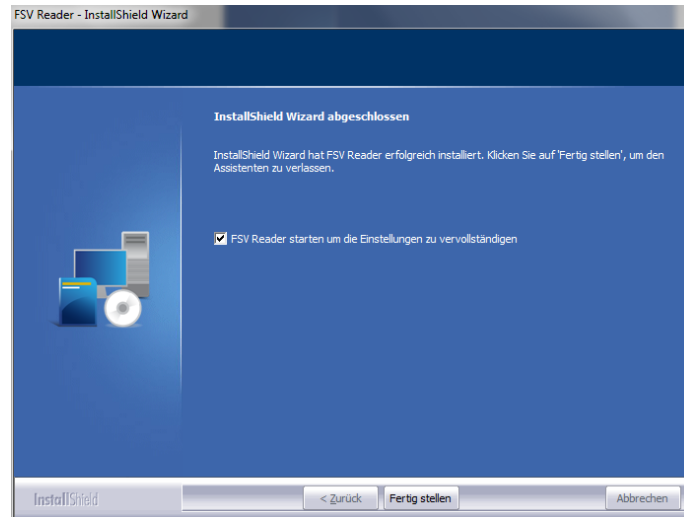 FSV Reader - InstallShield Wizard
InstallShield Wizard abgeschlossen
InstallShield Wizard hat FSV Reader erfolgreich installiert. Klicken Sie auf 'Fertig stellen', um den
Assistenten zu verlassen.
FSV Reader starten um die Einstellungen zu vervollständigen
InstallShield
< Zurück
Fertig stellen
Abbrechen